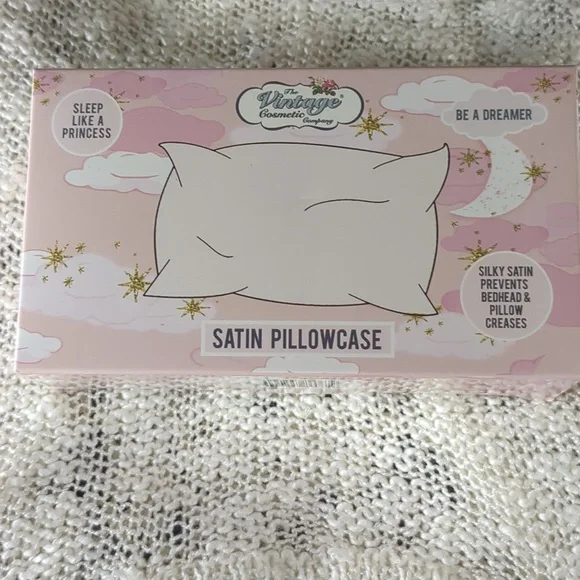 The
Vintage®
Cosmetic
Company
SLEEP
LIKE A
PRINCESS
BE A DREAMER
SILKY SATIN
PREVENTS
BEDHEAD &
PILLOW
CREASES
SATIN PILLOWCASE